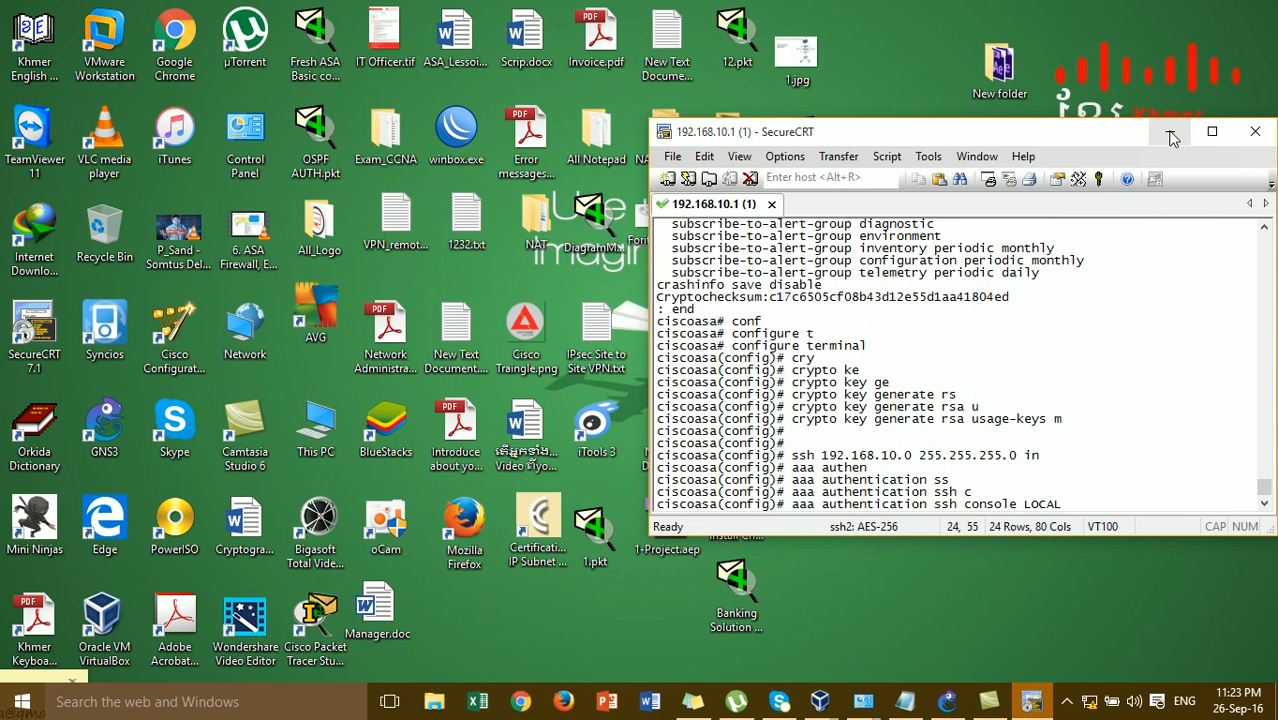 Khmer English ...
VMware Workstation
Google Chrome
µTorrent
Fresh ASA Basic co...
IT Officer.tif
ASA_Lessoi...
Scrip.docx
Invoice.pdf
New Text Docume...
12.pkt
1.jpg
New folder
ខ្មែរ Khmer
TeamViewer 11
VLC media player
iTunes
Control Panel
OSPF AUTH.pkt
Exam_CCNA
winbox.exe
Error messages...
All Notepad
Internet Downlo...
Recycle Bin
P_Sand - Somtus Del...
6. ASA Firewall, E...
All_Logo
VPN_remot...
1232.txt
NAT
DiagramM...
SecureCRT 7.1
Syncios
Cisco Configurat...
Network
AVG
Network Administra...
New Text Document...
Cisco Traingle.png
IPsec Site to Site VPN.txt
Orkida Dictionary
GNS3
Skype
Camtasia Studio 6
This PC
BlueStacks
Introduce about yo...
Video ពីyo...
iTools 3
Mini Ninjas
Edge
PowerISO
Cryptogra...
Bigasoft Total Video...
oCam
Mozilla Firefox
Certificati... IP Subnet ...
1.pkt
1-Project.aep
Banking Solution ...
Khmer Keyboa...
Oracle VM VirtualBox
Adobe Acrobat...
Wondershare Video Editor
Cisco Packet Tracer Stu...
Manager.doc
192.168.10.1 (1) - SecureCRT
File Edit View Options Transfer Script Tools Window Help
Enter host <Alt+R>
192.168.10.1 (1)
subscribe-to-alert-group diagnostic
subscribe-to-alert-group environment
subscribe-to-alert-group inventory periodic monthly
subscribe-to-alert-group configuration periodic monthly
subscribe-to-alert-group telemetry periodic daily
crashinfo save disable
Cryptochecksum:c17c6505cf08b43d12e55d1aa41804ed
: end
ciscoasa# conf
ciscoasa# configure t
ciscoasa# configure terminal
ciscoasa(config)# cry
ciscoasa(config)# crypto ke
ciscoasa(config)# crypto key ge
ciscoasa(config)# crypto key generate rs
ciscoasa(config)# crypto key generate rsa u
ciscoasa(config)# crypto key generate rsa usage-keys m
ciscoasa(config)#
ciscoasa(config)#
ciscoasa(config)# ssh 192.168.10.0 255.255.255.0 in
ciscoasa(config)# aaa authen
ciscoasa(config)# aaa authentication ss
ciscoasa(config)# aaa authentication ssh c
ciscoasa(config)# aaa authentication ssh console LOCAL
Ready ssh2: AES-256 24, 55 24 Rows, 80 Cols VT100 CAP NUM
Search the web and Windows
ENG
11:23 PM
26-Sep-16